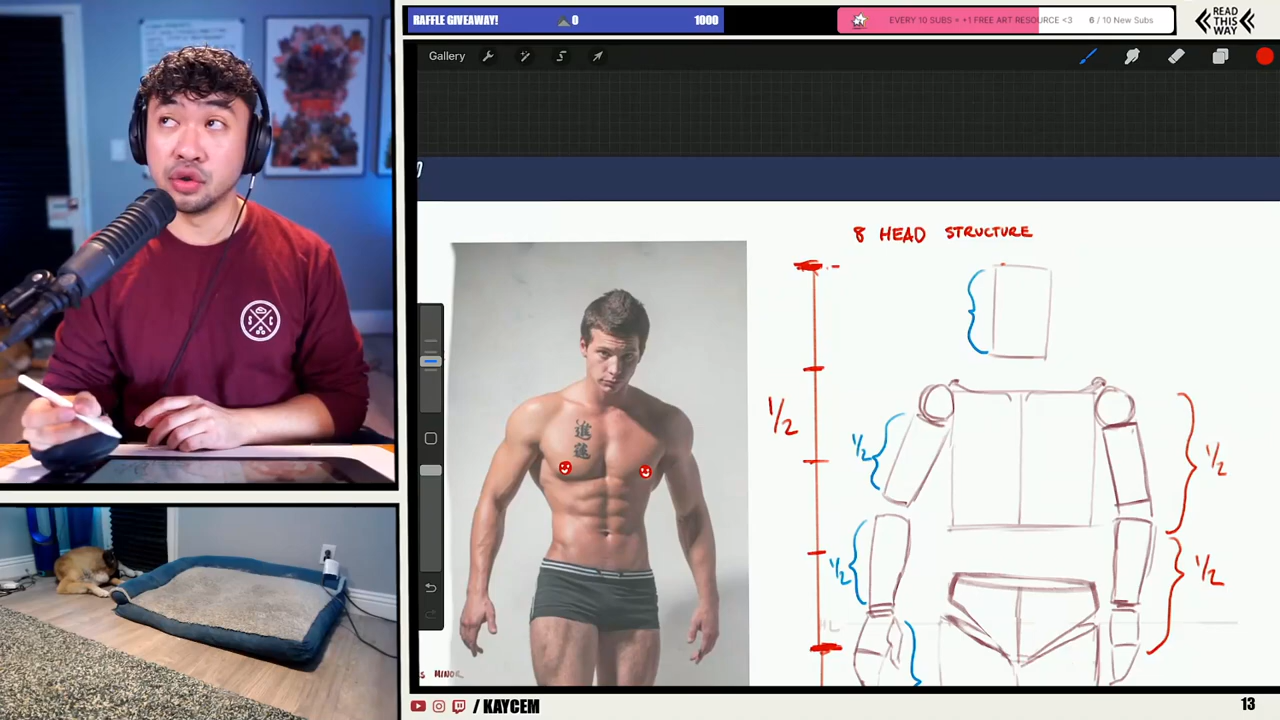 RAFFLE GIVEAWAY! 0 1000
EVERY 10 SUBS = +1 FREE ART RESOURCE <3 6 / 10 New Subs
READ
THIS
WAY
Gallery
8 HEAD STRUCTURE
進
1/2
1/2
1/2
1/2
1/2
S C
MINOR
/ KAYCEM
13